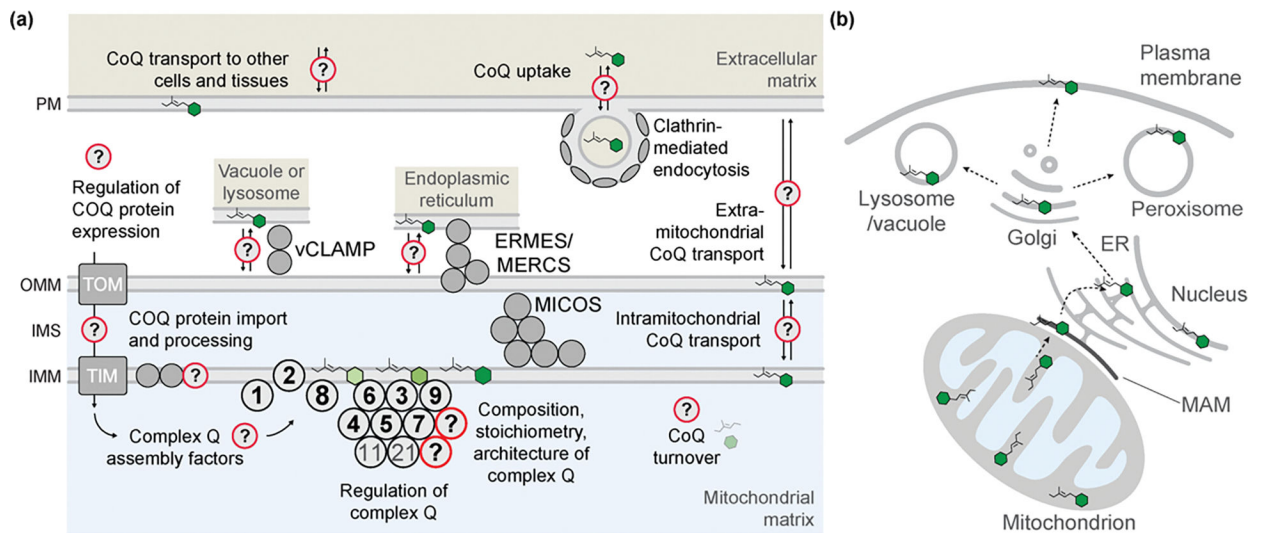 (a)
CoQ transport to other
cells and tissues
?
CoQ uptake
?
Extracellular
matrix
PM
Clathrin-
mediated
endocytosis
?
Regulation of
COQ protein
expression
Vacuole or
lysosome
?
vCLAMP
Endoplasmic
reticulum
?
ERMES/
MERCS
Extra-
mitochondrial
CoQ transport
?
OMM
TOM
IMS
?
COQ protein import
and processing
MICOS
Intramitochondrial
CoQ transport
?
IMM
TIM
?
1
2
8
6
3
9
4
5
7
?
11
21
?
Complex Q
assembly factors
?
Composition,
stoichiometry,
architecture of
complex Q
Regulation of
complex Q
?
CoQ
turnover
Mitochondrial
matrix
(b)
Plasma
membrane
Lysosome
/vacuole
Golgi
Peroxisome
ER
Nucleus
MAM
Mitochondrion